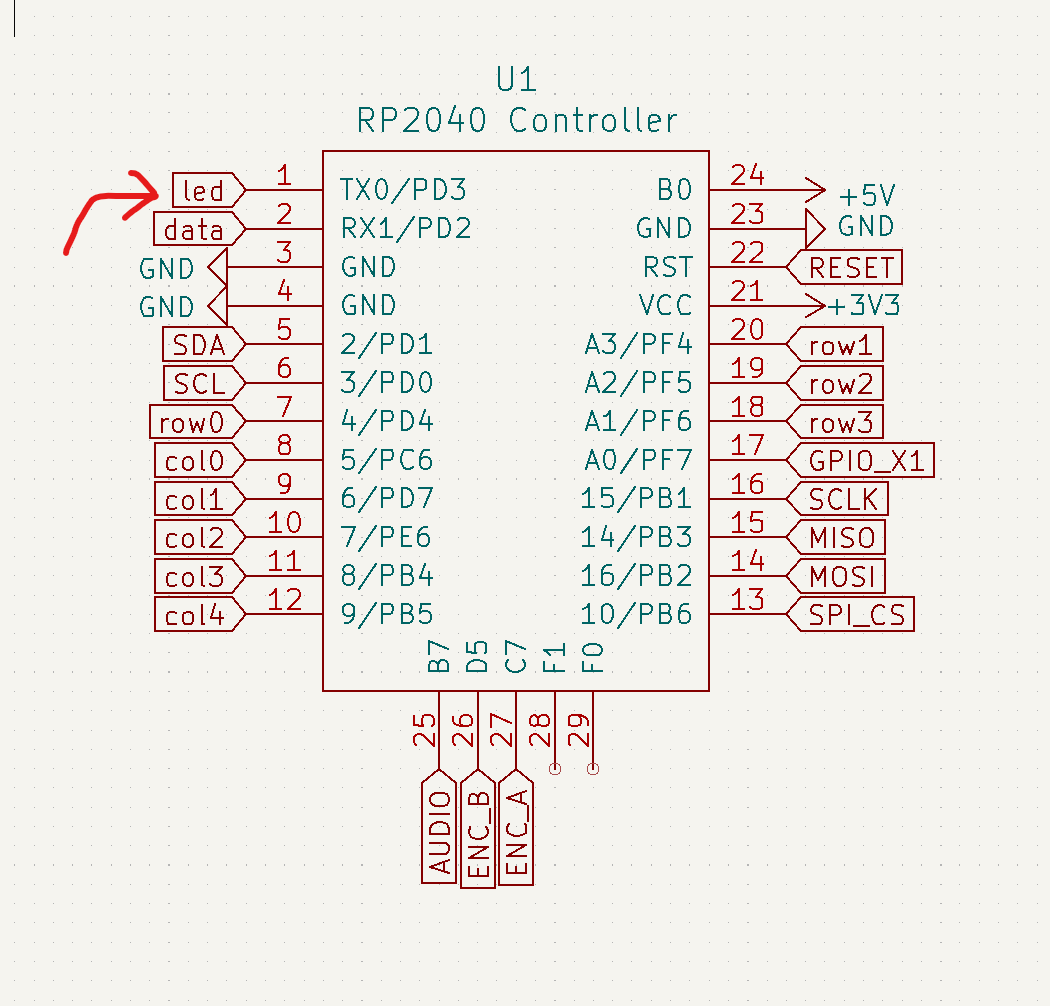 U1
RP2040 Controller
led 1 TX0/PD3 B0 24 +5V
data 2 RX1/PD2 GND 23 GND
GND 3 GND RST 22 RESET
GND 4 GND VCC 21 +3V3
SDA 5 2/PD1 A3/PF4 20 row1
SCL 6 3/PD0 A2/PF5 19 row2
row0 7 4/PD4 A1/PF6 18 row3
col0 8 5/PC6 A0/PF7 17 GPIO_X1
col1 9 6/PD7 15/PB1 16 SCLK
col2 10 7/PE6 14/PB3 15 MISO
col3 11 8/PB4 16/PB2 14 MOSI
col4 12 9/PB5 10/PB6 13 SPI_CS
B7 D5 C7 F1 F0
25 26 27 28 29
AUDIO ENC_B ENC_A